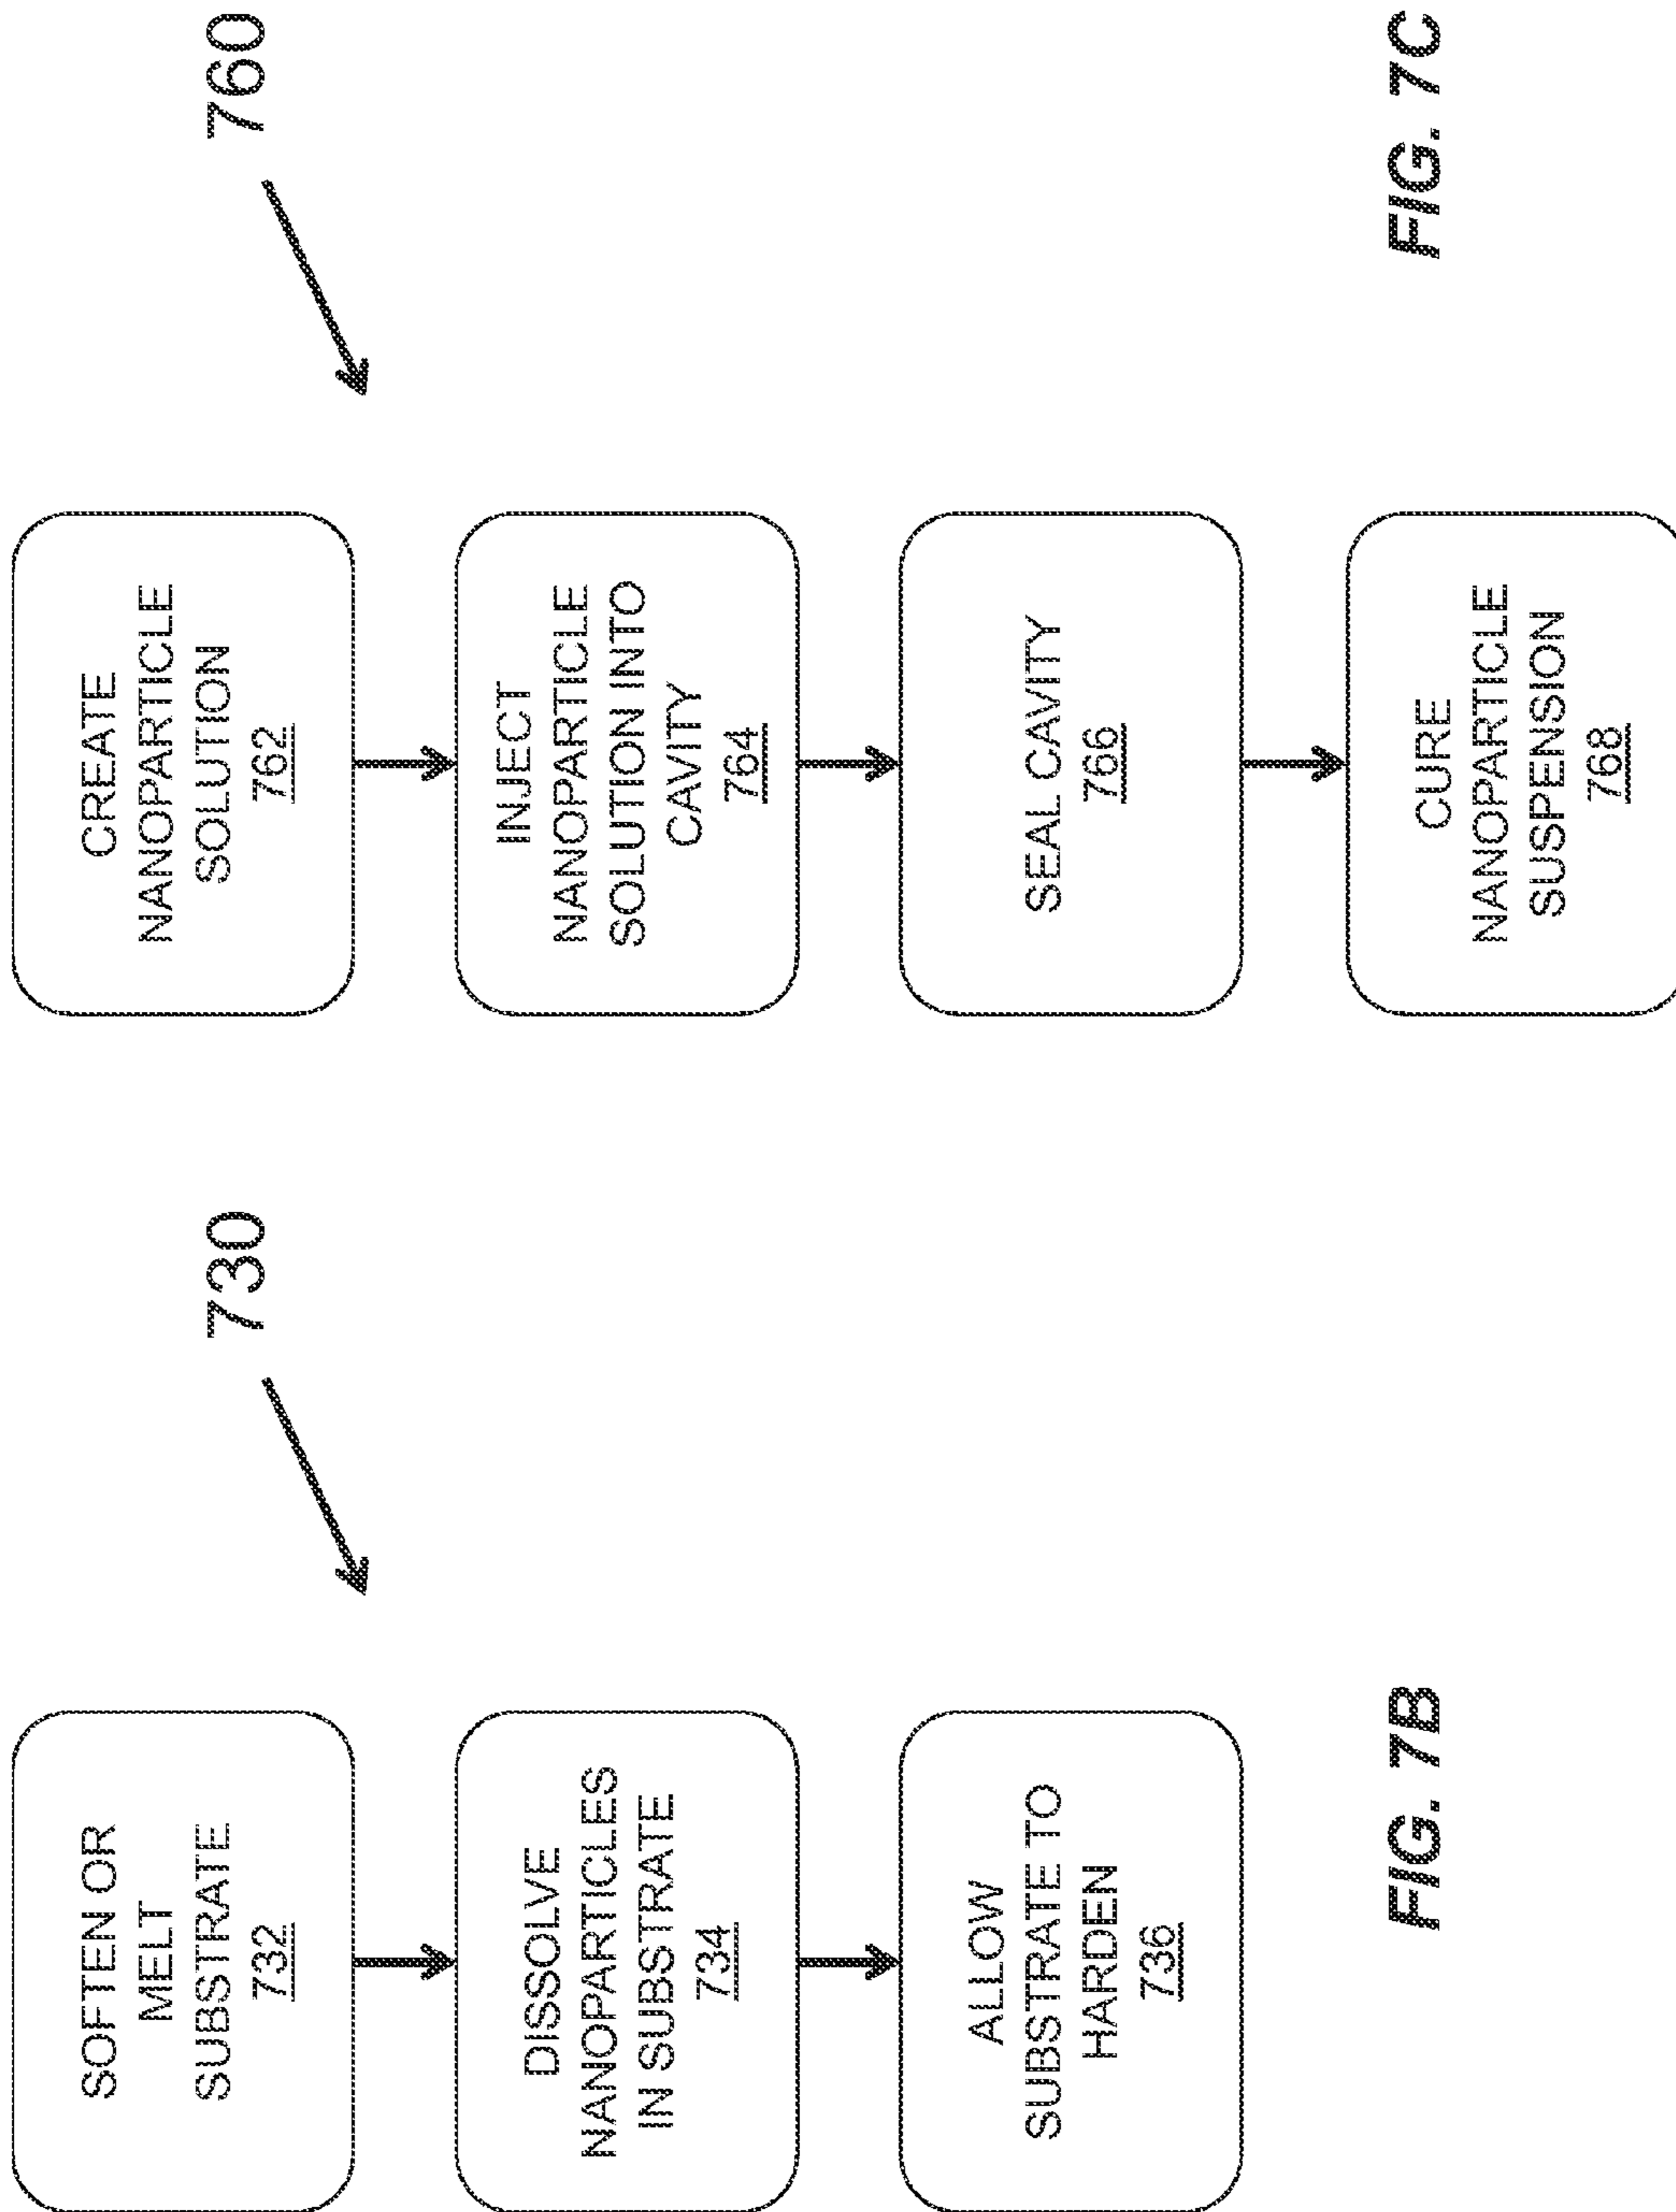 730
SOFTEN OR
MELT
SUBSTRATE
732
DISSOLVE
NANOPARTICLES
IN SUBSTRATE
734
ALLOW
SUBSTRATE TO
HARDEN
736
FIG. 7B
760
CREATE
NANOPARTICLE
SOLUTION
762
INJECT
NANOPARTICLE
SOLUTION INTO
CAVITY
764
SEAL CAVITY
766
CURE
NANOPARTICLE
SUSPENSION
768
FIG. 7C